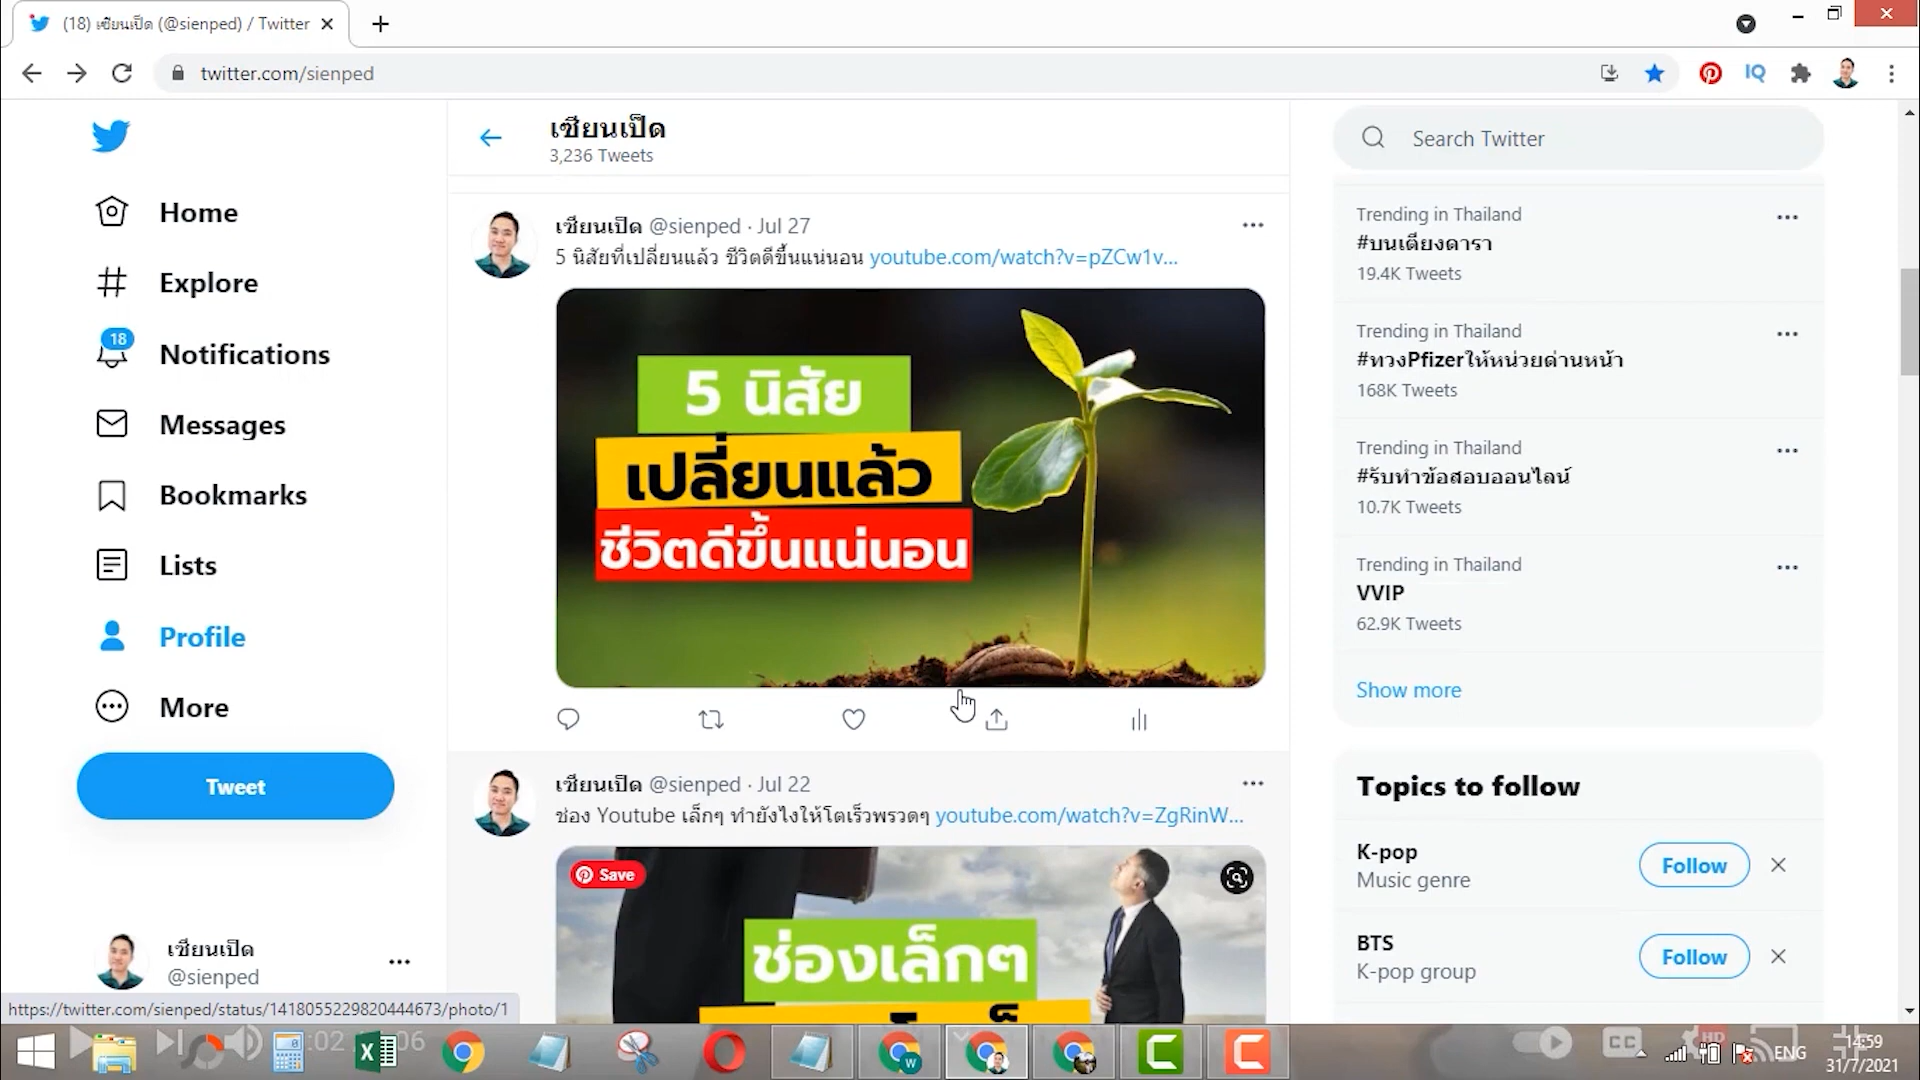 (18) เซียนเป็ด (@sienped) / Twitter
twitter.com/sienped
IQ
เซียนเป็ด
3,236 Tweets
Search Twitter
Home
Explore
18
Notifications
Messages
Bookmarks
Lists
Profile
More
Tweet
เซียนเป็ด
@sienped
เซียนเป็ด @sienped · Jul 27
5 นิสัยที่เปลี่ยนแล้ว ชีวิตดีขึ้นแน่นอน youtube.com/watch?v=pZCw1v...
5 นิสัย
เปลี่ยนแล้ว
ชีวิตดีขึ้นแน่นอน
เซียนเป็ด @sienped · Jul 22
ช่อง Youtube เล็กๆ ทำยังไงให้โตเร็วพรวดๆ youtube.com/watch?v=ZgRinW...
Save
ช่องเล็กๆ
Trending in Thailand
#บนเตียงดารา
19.4K Tweets
Trending in Thailand
#ทวงPfizerให้หน่วยด่านหน้า
168K Tweets
Trending in Thailand
#รับทำข้อสอบออนไลน์
10.7K Tweets
Trending in Thailand
VVIP
62.9K Tweets
Show more
Topics to follow
K-pop
Music genre
Follow
BTS
K-pop group
Follow
https://twitter.com/sienped/status/1418055229820444673/photo/1
CC
HD
ENG
14:59
31/7/2021